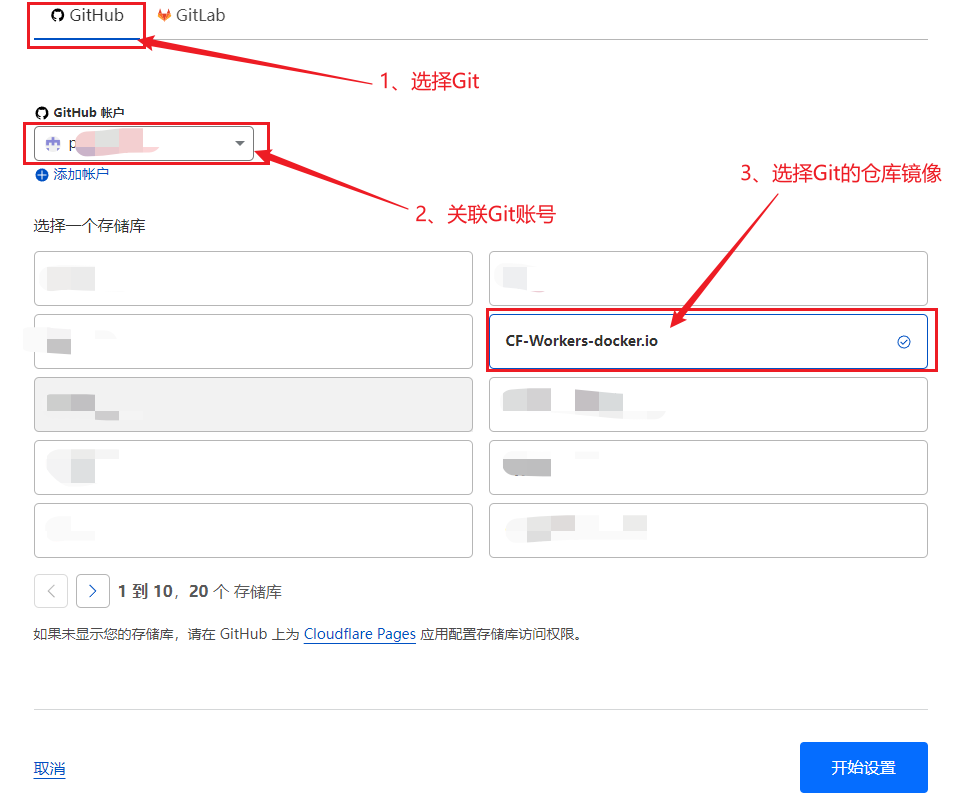 GitHub
GitLab
1、选择Git
GitHub 帐户
p
添加帐户
2、关联Git账号
3、选择Git的仓库镜像
选择一个存储库
CF-Workers-docker.io
1 到 10，20 个 存储库
如果未显示您的存储库，请在 GitHub 上为 Cloudflare Pages 应用配置存储库访问权限。
取消
开始设置